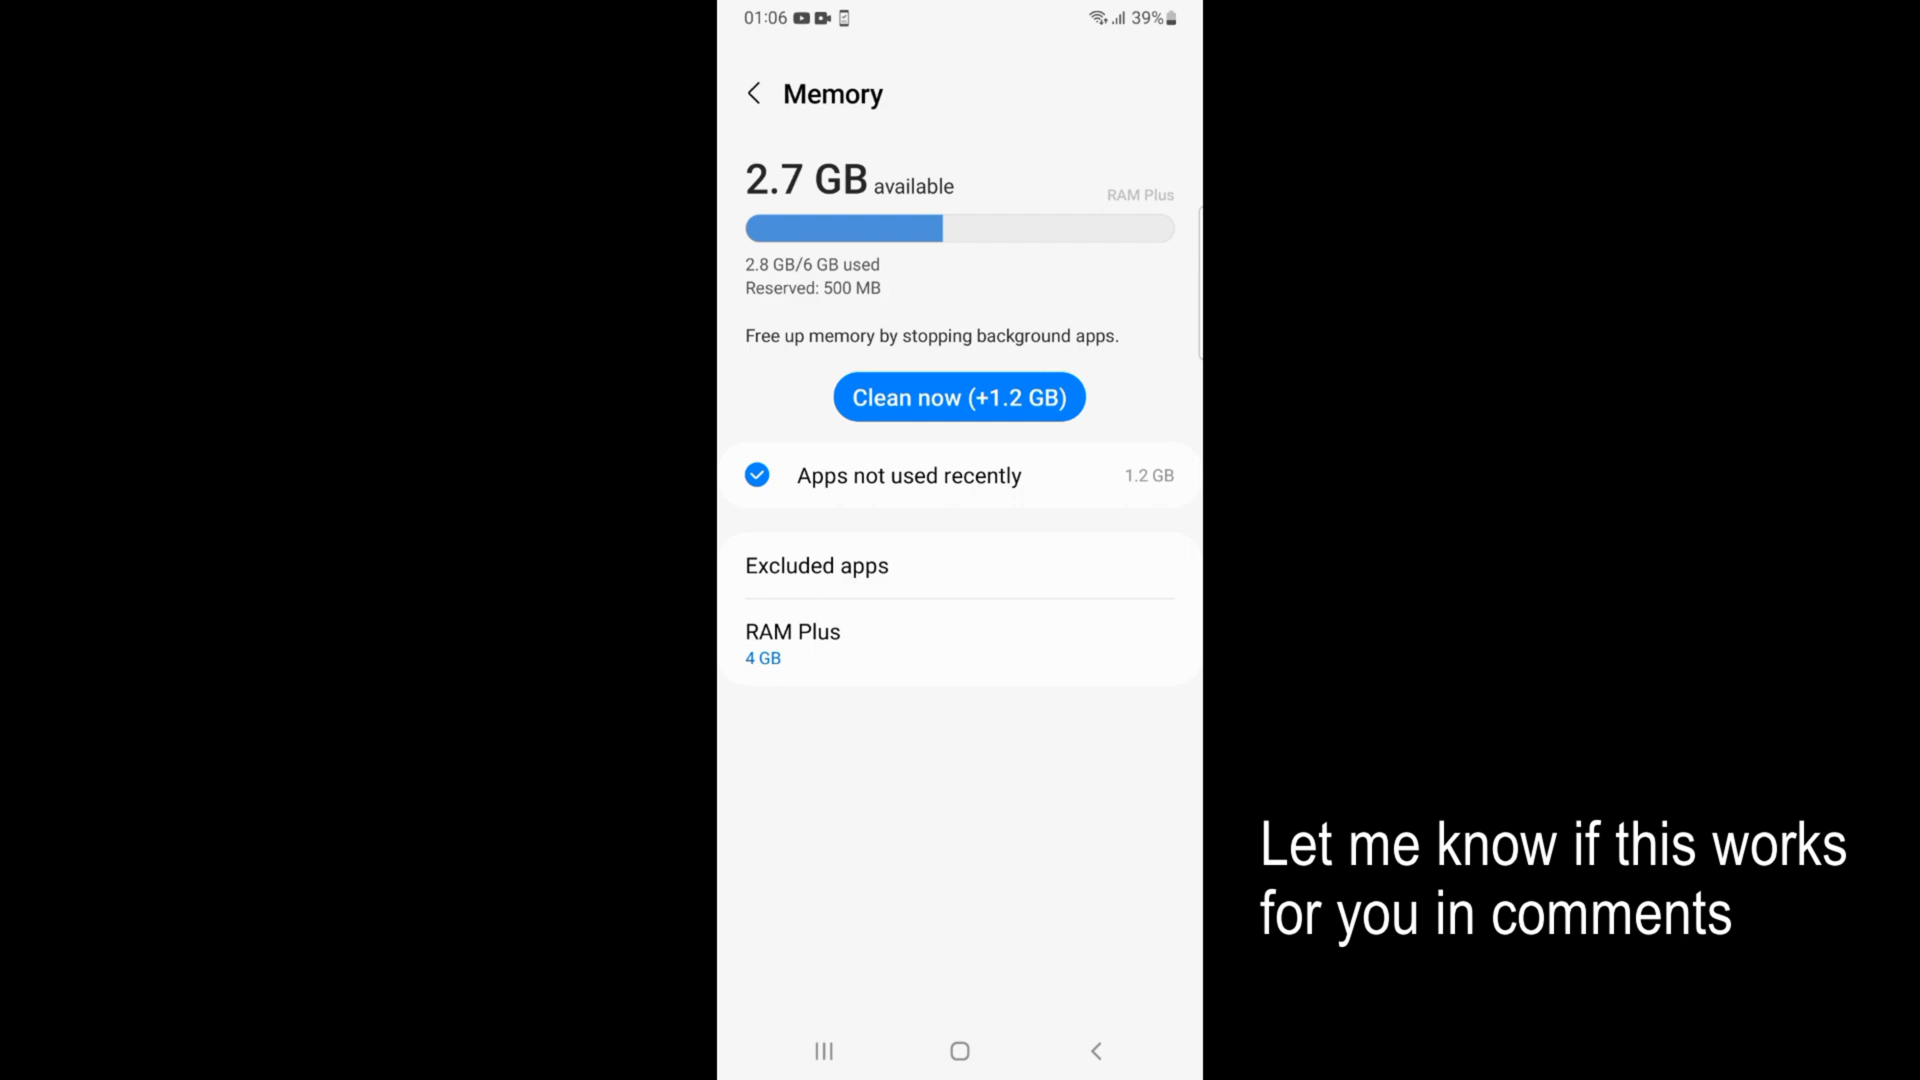 01:06 39%
Memory
2.7 GB available
RAM Plus
2.8 GB/6 GB used
Reserved: 500 MB
Free up memory by stopping background apps.
Clean now (+1.2 GB)
Apps not used recently 1.2 GB
Excluded apps
RAM Plus
4 GB
Let me know if this works
for you in comments